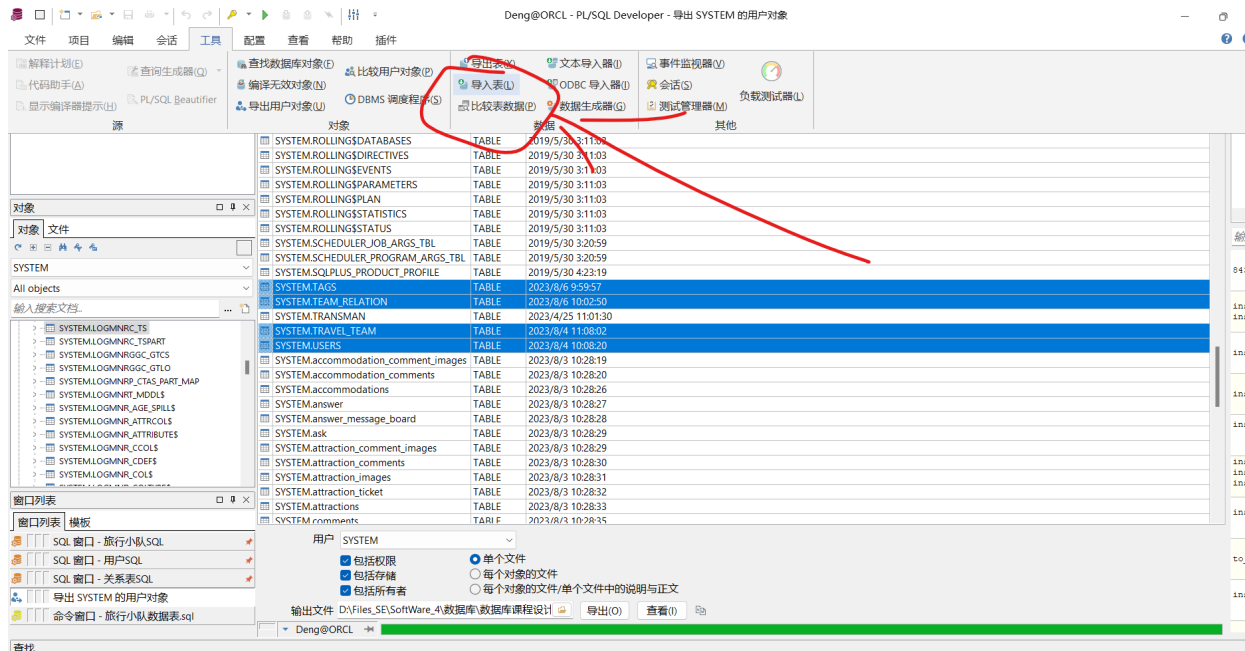 Deng@ORCL - PL/SQL Developer - 导出 SYSTEM 的用户对象
文件 项目 编辑 会话 工具 配置 查看 帮助 插件
解释计划(E)
代码助手(A)
显示编译器提示(H)
查询生成器(Q)
PL/SQL Beautifier
源
查找数据库对象(F)
编译无效对象(N)
导出用户对象(U)
比较用户对象(P)
DBMS 调度程序(S)
对象
导出表(X)
导入表(L)
比较表数据(P)
文本导入器(I)
ODBC 导入器(I)
数据生成器(G)
数据
事件监视器(V)
会话(S)
测试管理器(M)
负载测试器(L)
其他
SYSTEM.ROLLING$DATABASES TABLE 2019/5/30 3:11:03
SYSTEM.ROLLING$DIRECTIVES TABLE 2019/5/30 3:11:03
SYSTEM.ROLLING$EVENTS TABLE 2019/5/30 3:11:03
SYSTEM.ROLLING$PARAMETERS TABLE 2019/5/30 3:11:03
SYSTEM.ROLLING$PLAN TABLE 2019/5/30 3:11:03
SYSTEM.ROLLING$STATISTICS TABLE 2019/5/30 3:11:03
SYSTEM.ROLLING$STATUS TABLE 2019/5/30 3:11:03
SYSTEM.SCHEDULER_JOB_ARGS_TBL TABLE 2019/5/30 3:20:59
SYSTEM.SCHEDULER_PROGRAM_ARGS_TBL TABLE 2019/5/30 3:20:59
SYSTEM.SQLPLUS_PRODUCT_PROFILE TABLE 2019/5/30 4:23:19
SYSTEM.TAGS TABLE 2023/8/6 9:59:57
SYSTEM.TEAM_RELATION TABLE 2023/8/6 10:02:50
SYSTEM.TRANSMAN TABLE 2023/4/25 11:01:30
SYSTEM.TRAVEL_TEAM TABLE 2023/8/4 11:08:02
SYSTEM.USERS TABLE 2023/8/4 10:08:20
SYSTEM.accommodation_comment_images TABLE 2023/8/3 10:28:19
SYSTEM.accommodation_comments TABLE 2023/8/3 10:28:20
SYSTEM.accommodations TABLE 2023/8/3 10:28:26
SYSTEM.answer TABLE 2023/8/3 10:28:27
SYSTEM.answer_message_board TABLE 2023/8/3 10:28:28
SYSTEM.ask TABLE 2023/8/3 10:28:29
SYSTEM.attraction_comment_images TABLE 2023/8/3 10:28:29
SYSTEM.attraction_comments TABLE 2023/8/3 10:28:30
SYSTEM.attraction_images TABLE 2023/8/3 10:28:31
SYSTEM.attraction_ticket TABLE 2023/8/3 10:28:32
SYSTEM.attractions TABLE 2023/8/3 10:28:33
SYSTEM.comments TABLE 2023/8/3 10:28:35
对象
对象 文件
SYSTEM
All objects
输入搜索文档...
SYSTEM.LOGMNRC_TS
SYSTEM.LOGMNRC_TSPART
SYSTEM.LOGMNRGGC_GTCS
SYSTEM.LOGMNRGGC_GTLO
SYSTEM.LOGMNRP_CTAS_PART_MAP
SYSTEM.LOGMNRT_MDDL$
SYSTEM.LOGMNR_AGE_SPILL$
SYSTEM.LOGMNR_ATTRCOL$
SYSTEM.LOGMNR_ATTRIBUTE$
SYSTEM.LOGMNR_CCOL$
SYSTEM.LOGMNR_CDEF$
SYSTEM.LOGMNR_COL$
窗口列表
窗口列表 模板
SQL 窗口 - 旅行小队SQL
SQL 窗口 - 用户SQL
SQL 窗口 - 关系表SQL
导出 SYSTEM 的用户对象
命令窗口 - 旅行小队数据表.sql
用户 SYSTEM
包括权限
包括存储
包括所有者
单个文件
每个对象的文件
每个对象的文件/单个文件中的说明与正文
输出文件 D:\Files_SE\SoftWare_4\数据库\数据库课程设计 导出(O) 查看(I)
Deng@ORCL
查找